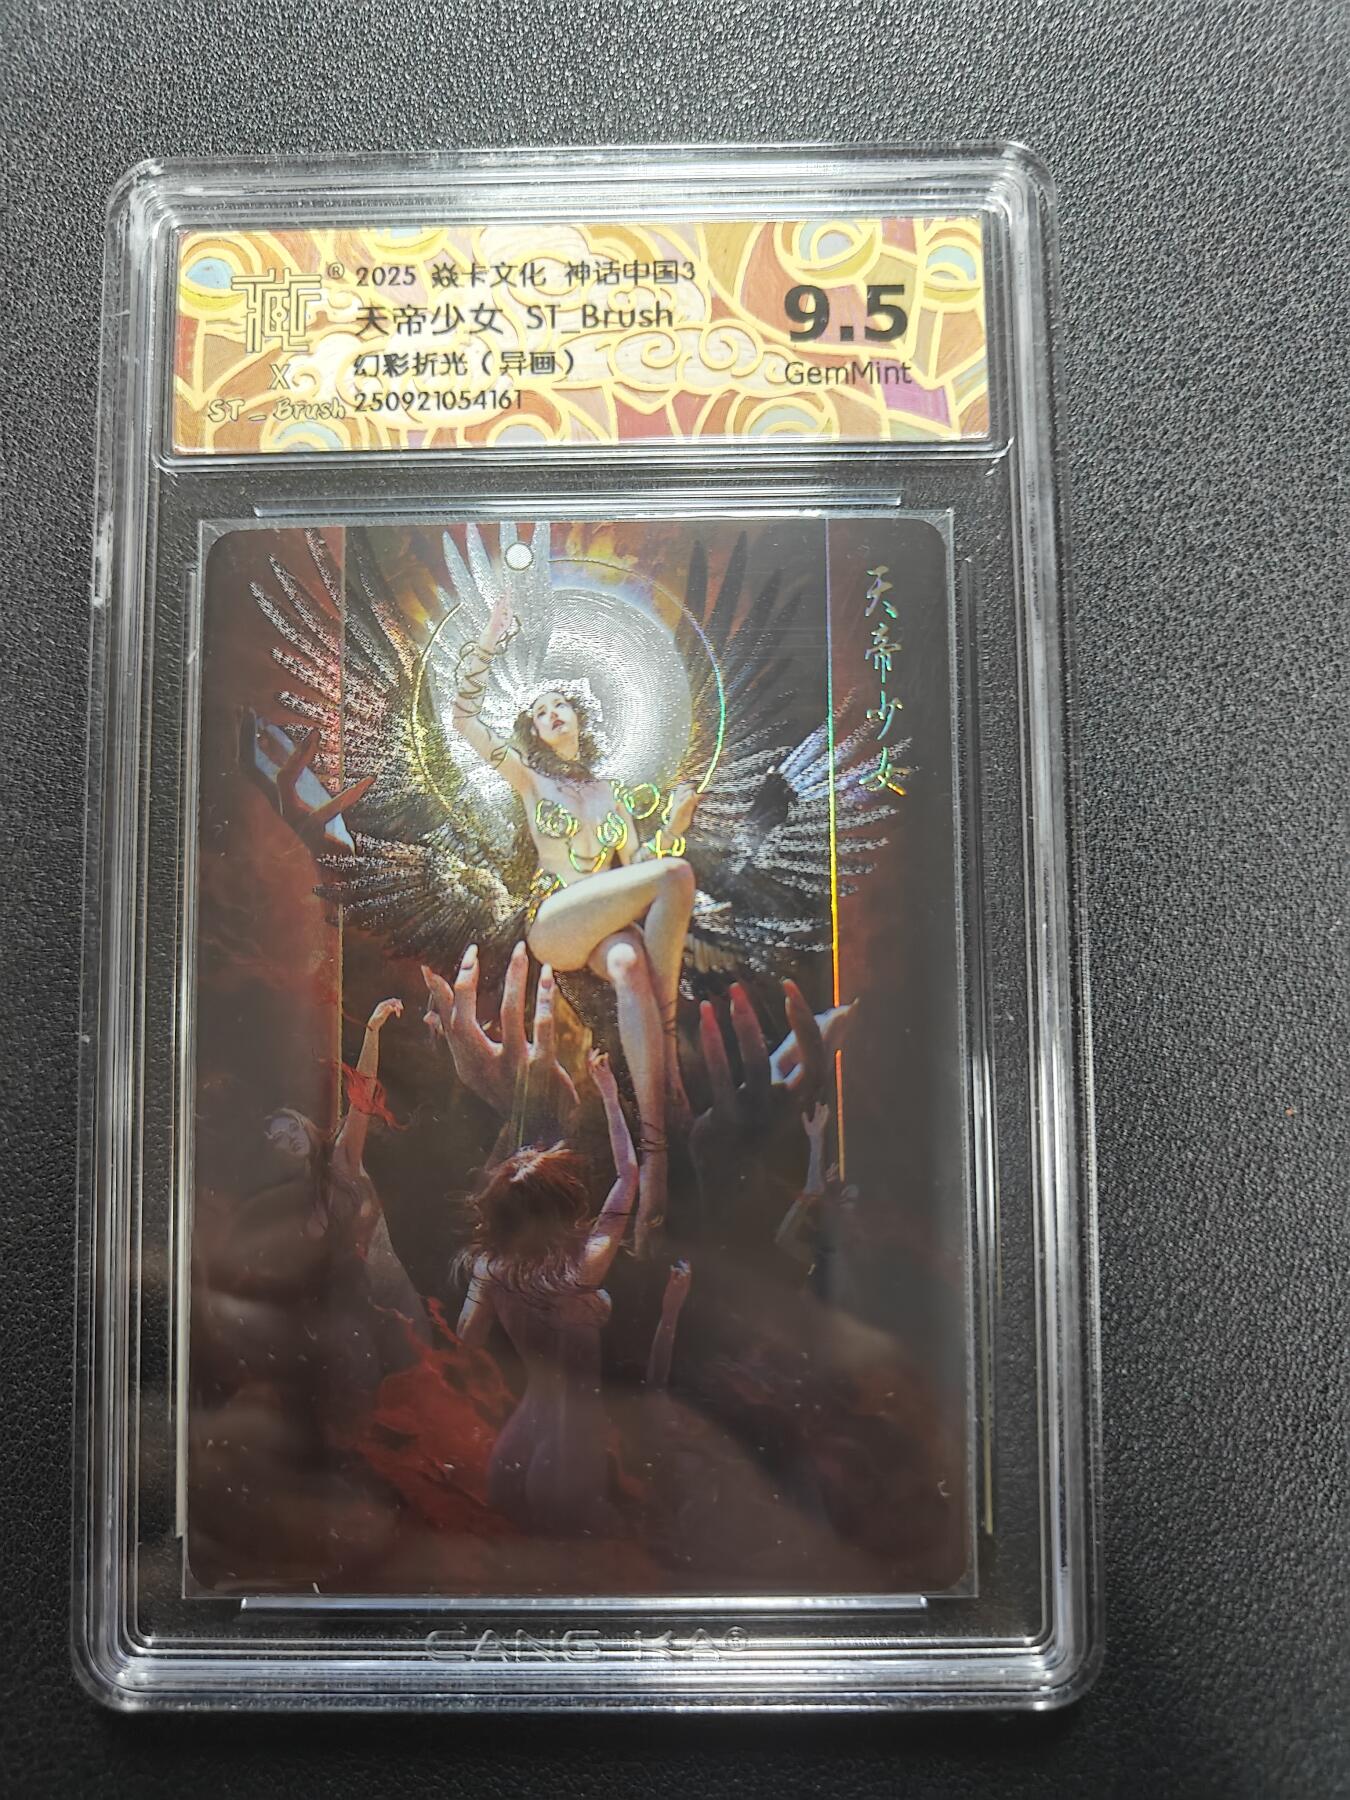 ® 2025 焱卡文化 神话中国3
天帝少女 ST_Brush
幻彩折光（异画）
250921054161
X
ST_Brush
9.5
GemMint
天帝少女
CANG KA®